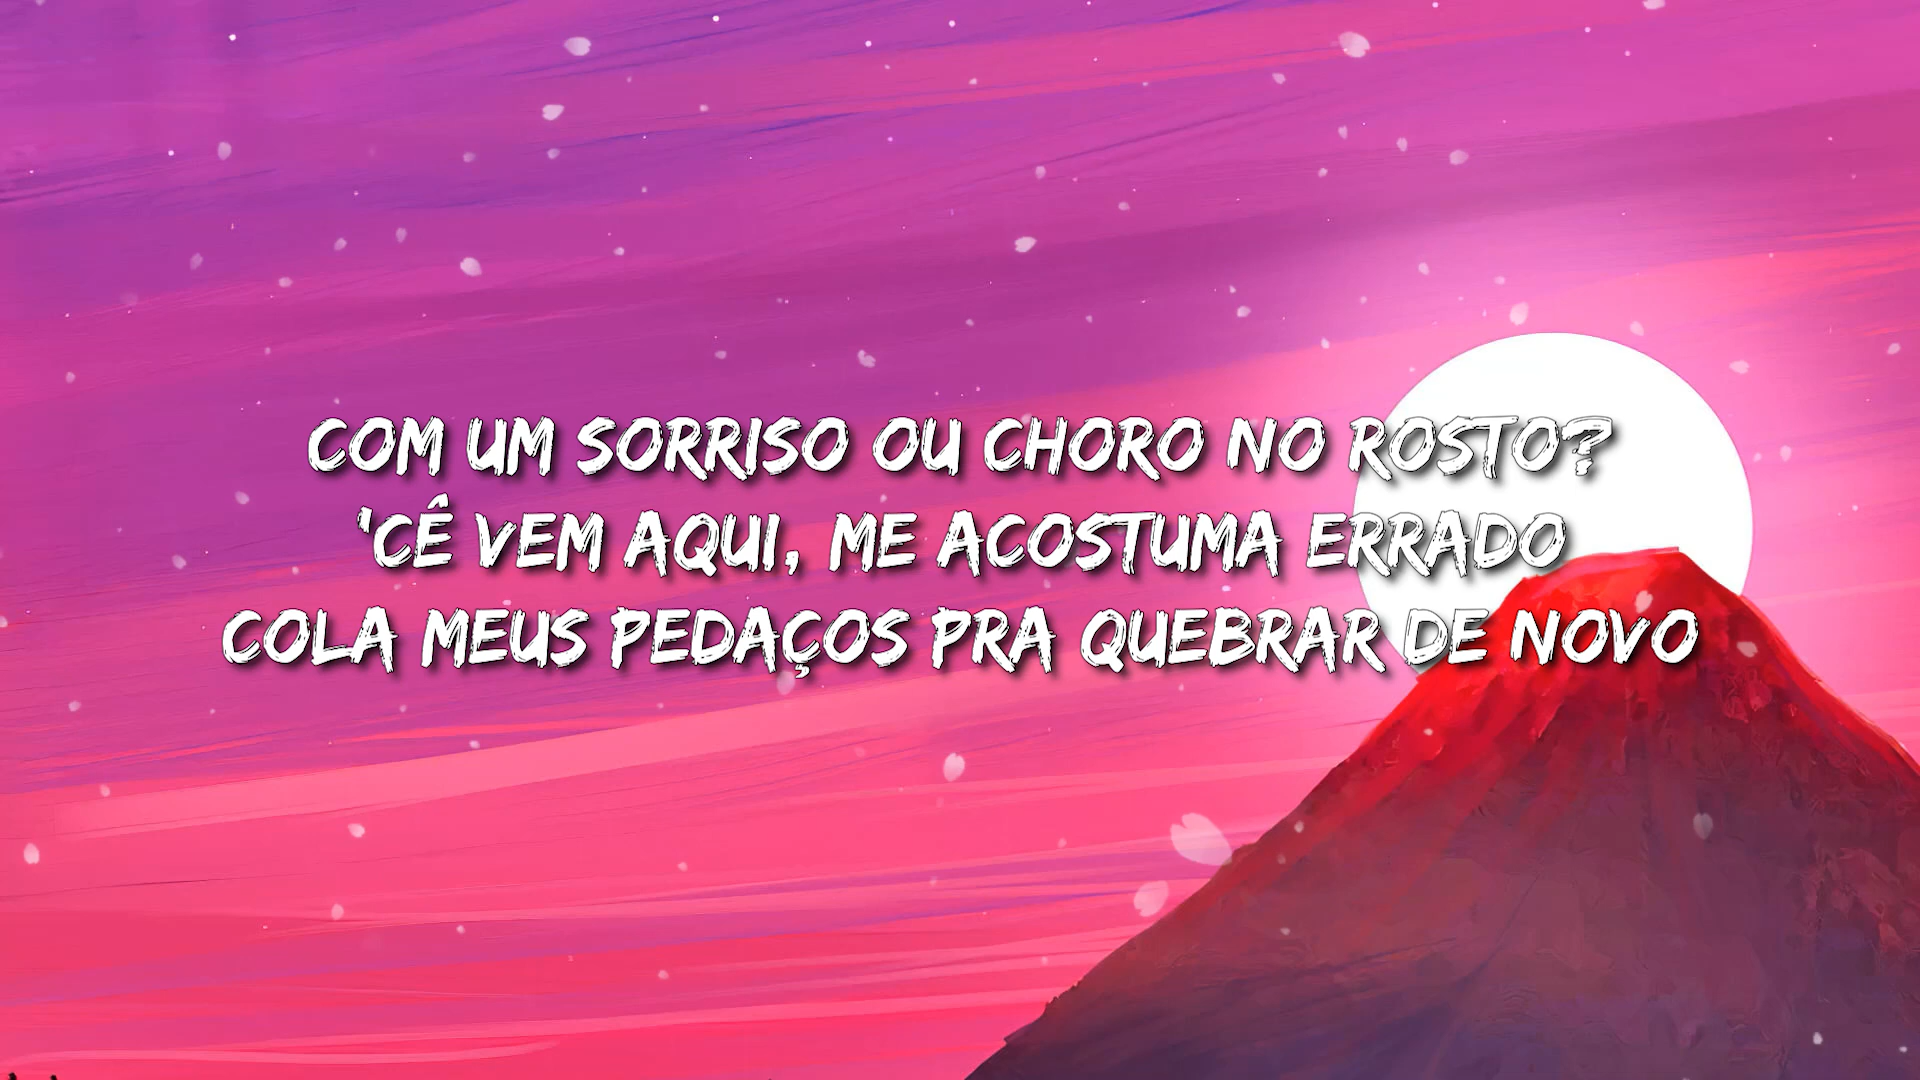 COM UM SORRISO OU CHORO NO ROSTO?
'CÊ VEM AQUI, ME ACOSTUMA ERRADO
COLA MEUS PEDAÇOS PRA QUEBRAR DE NOVO